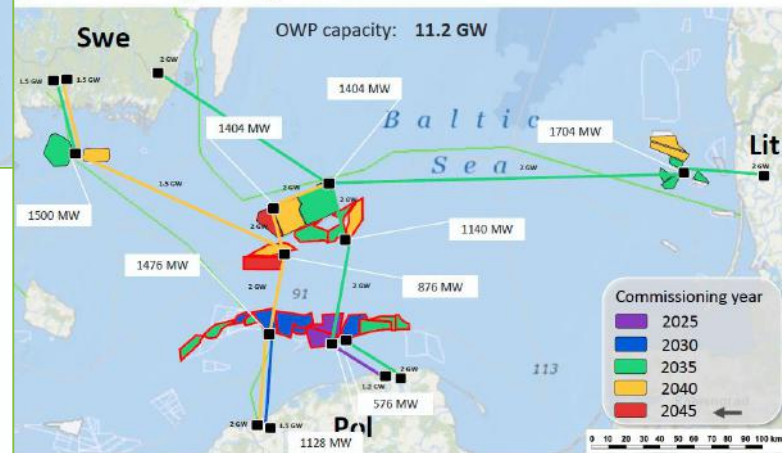 Swe
OWP capacity: 11.2 GW
2 GW
1.5 GW
1.5 GW
1404 MW
1404 MW
Baltic
Sea
1704 MW
Lit
2 GW
2 GW
2 GW
2 GW
1.5 GW
1500 MW
2 GW
1140 MW
1476 MW
876 MW
2 GW
2 GW
91
113
2 GW
1.2 GW
576 MW
2 GW
1.5 GW
Pol
1128 MW
Commissioning year
2025
2030
2035
2040
2045
0 10 20 30 40 50 60 70 80 90 100 km